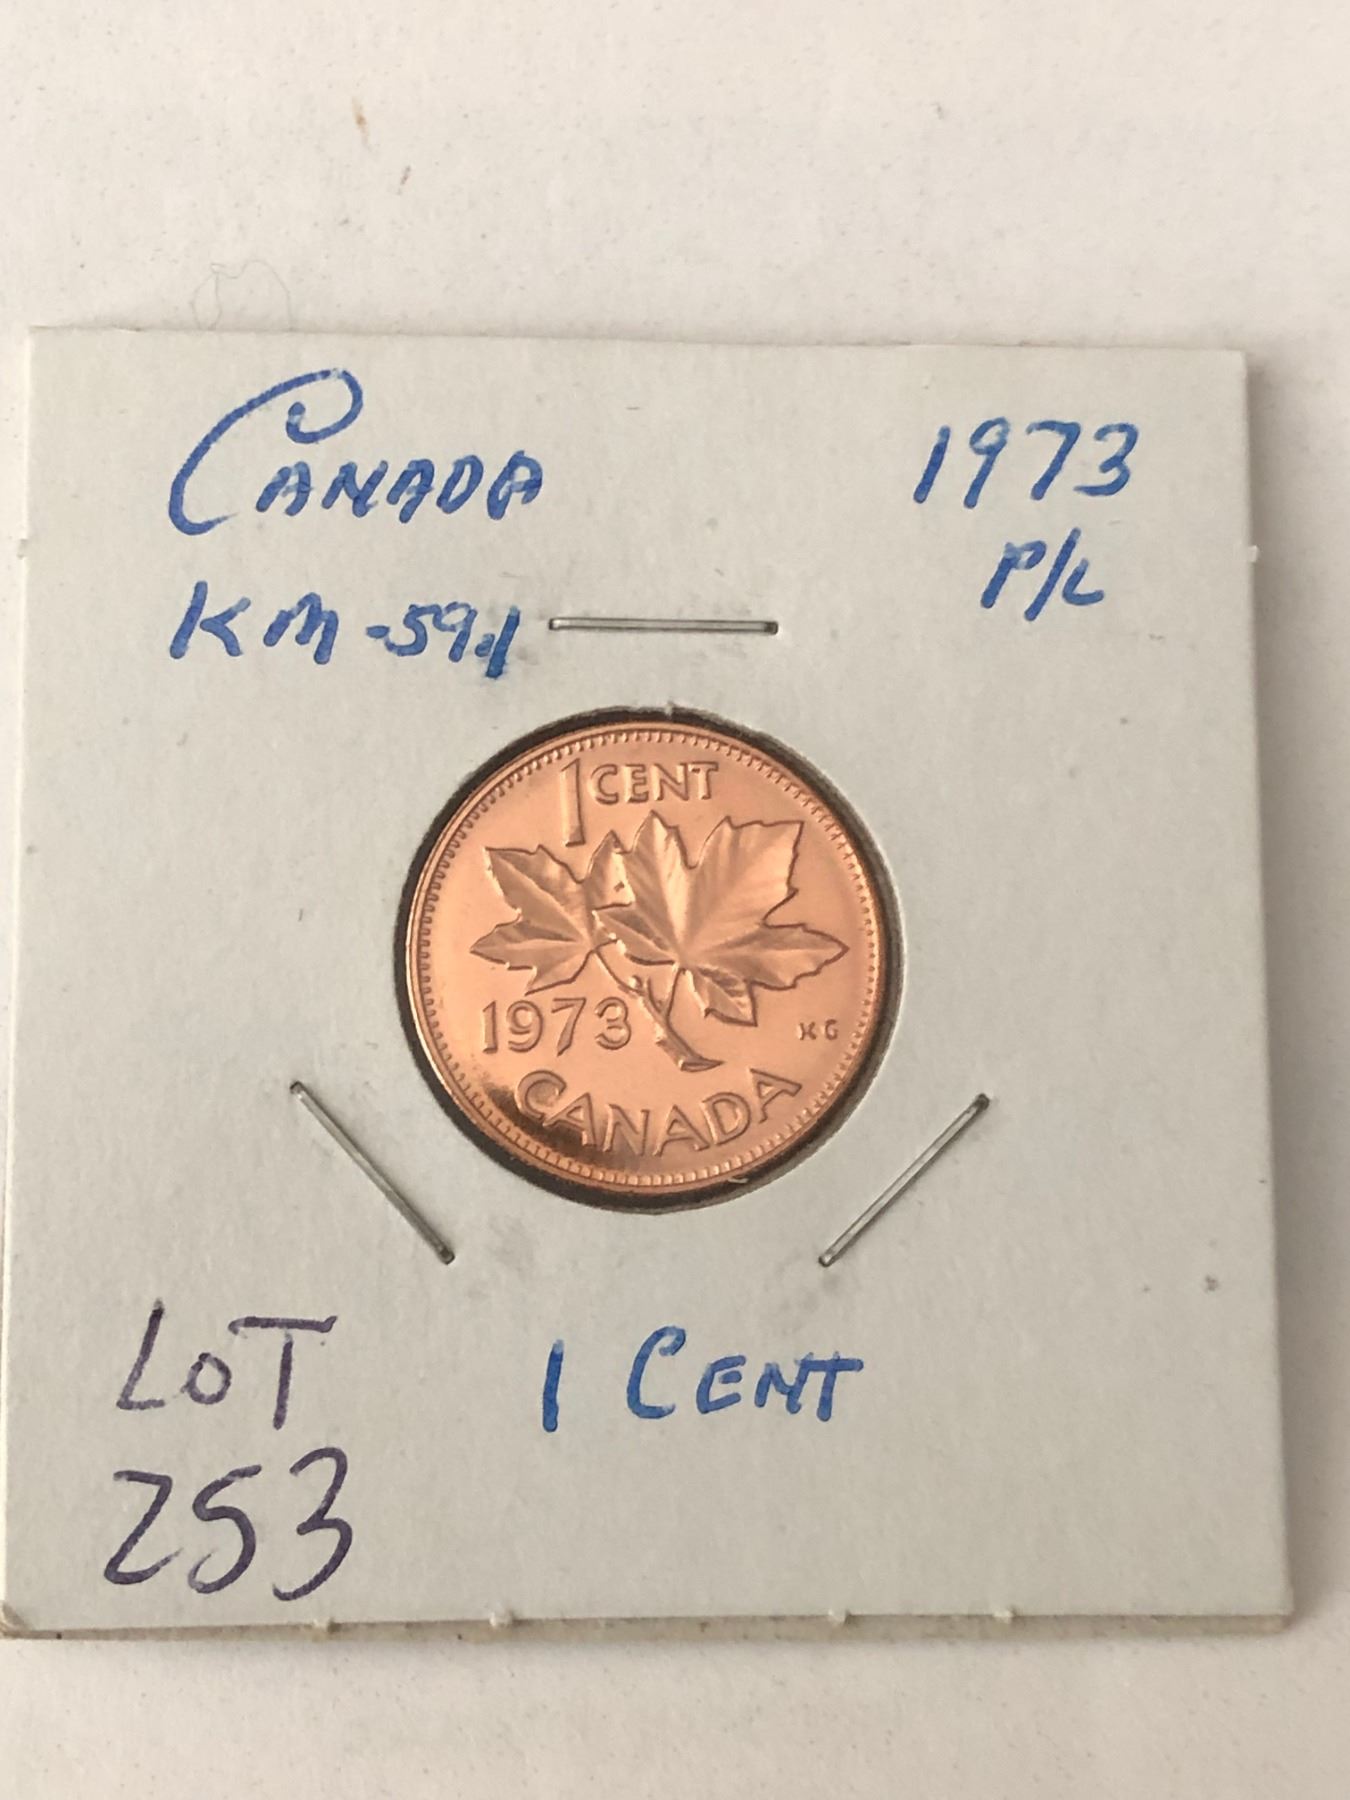 CANADA 1973
KM-59.1 P/L
1 CENT
1973
KG
CANADA
LOT 1 CENT
253